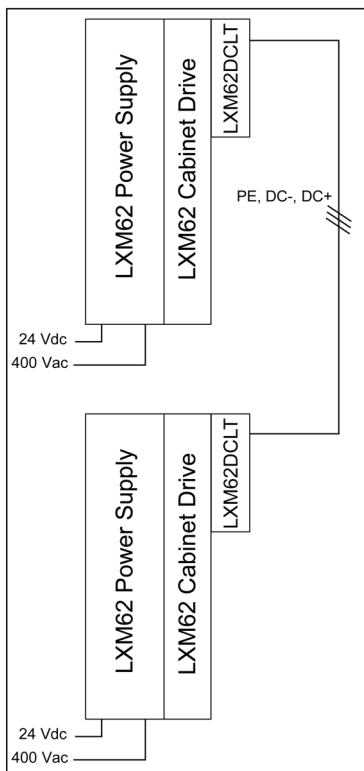 LXM62 Power Supply
LXM62 Cabinet Drive
LXM62DCLT
PE, DC-, DC+
24 Vdc
400 Vac
LXM62 Power Supply
LXM62 Cabinet Drive
LXM62DCLT
24 Vdc
400 Vac